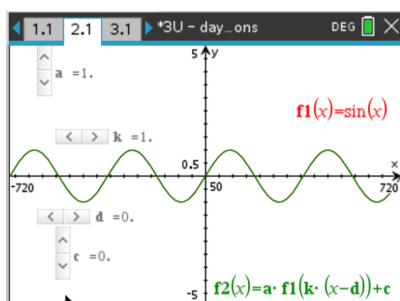 1.1 2.1 3.1 *3U - day...ons DEG
5 y
a =1.
f1(x)=sin(x)
k =1.
0.5
x
-720 50 720
d =0.
c =0.
-5
f2(x)=a· f1(k· (x-d))+c